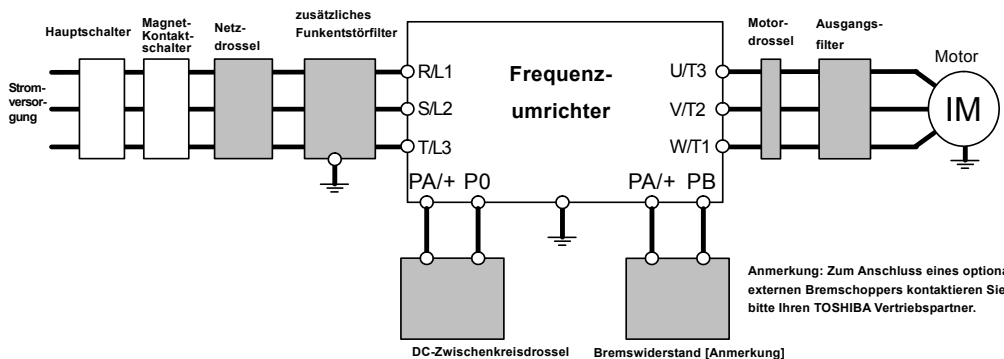 Hauptschalter
Magnet-
Kontakt-
schalter
Netz-
drossel
zusätzliches
Funkentstörfilter
Motor-
drossel
Ausgangs-
filter
Motor
Strom-
versor-
gung
R/L1
S/L2
T/L3
Frequenz-
umrichter
U/T3
V/T2
W/T1
IM
PA/+ P0
PA/+ PB
Anmerkung: Zum Anschluss eines
externen Bremschoppers kontaktieren Sie
bitte Ihren TOSHIBA Vertriebspartner.
DC-Zwischenkreisdrossel
Bremswiderstand [Anmerkung]